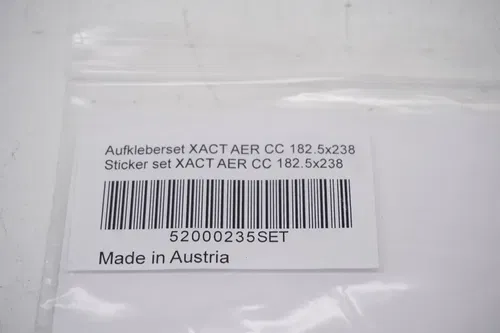 Aufkleberset XACT AER CC 182.5x238
Sticker set XACT AER CC 182.5x238
52000235SET
Made in Austria